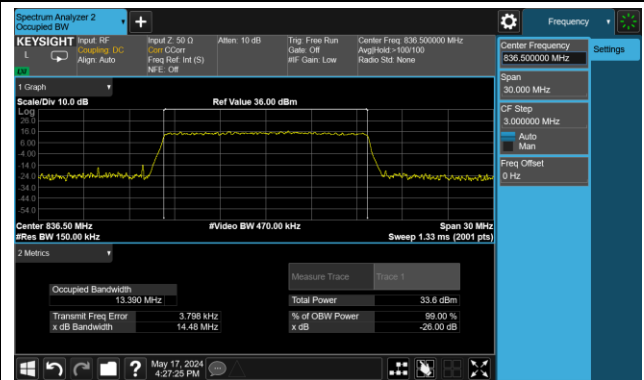 Spectrum Analyzer 2
Occupied BW
Frequency
KEYSIGHT
L
LNI
Input: RF
Coupling: DC
Align: Auto
Input Z: 50 Ω
Corr CCorr
Freq Ref: Int (S)
NFE: Off
Atten: 10 dB
Trig: Free Run
Gate: Off
#IF Gain: Low
Center Freq: 836.500000 MHz
Avg|Hold:>100/100
Radio Std: None
Center Frequency
836.500000 MHz
Settings
Span
30.000 MHz
CF Step
3.000000 MHz
Auto
Man
Freq Offset
0 Hz
1 Graph
Scale/Div 10.0 dB
Ref Value 36.00 dBm
Log
26.0
16.0
6.00
-4.00
-14.0
-24.0
-34.0
-44.0
-54.0
Center 836.50 MHz
#Video BW 470.00 kHz
Span 30 MHz
#Res BW 150.00 kHz
Sweep 1.33 ms (2001 pts)
2 Metrics
Measure Trace
Trace 1
Occupied Bandwidth
13.390 MHz
Total Power
33.6 dBm
Transmit Freq Error
3.798 kHz
% of OBW Power
99.00 %
x dB Bandwidth
14.48 MHz
x dB
-26.00 dB
?
May 17, 2024
4:27:25 PM